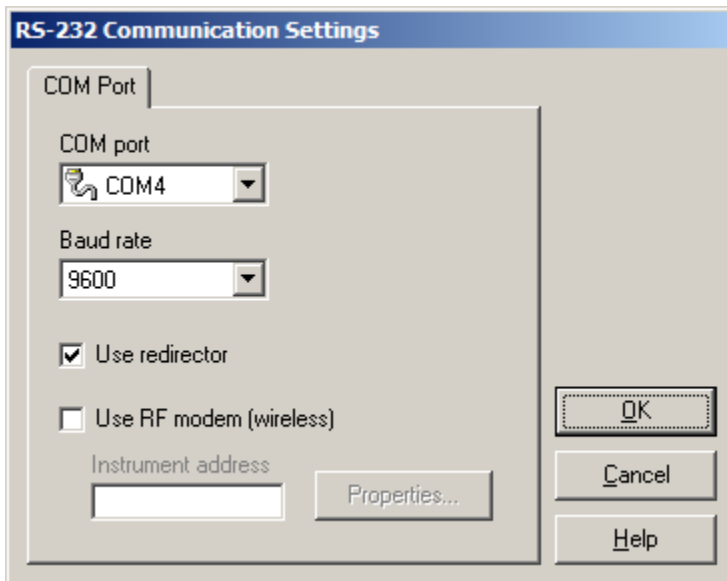 RS-232 Communication Settings
COM Port
COM port
COM4
Baud rate
9600
Use redirector
Use RF modem (wireless)
Instrument address
Properties...
OK
Cancel
Help